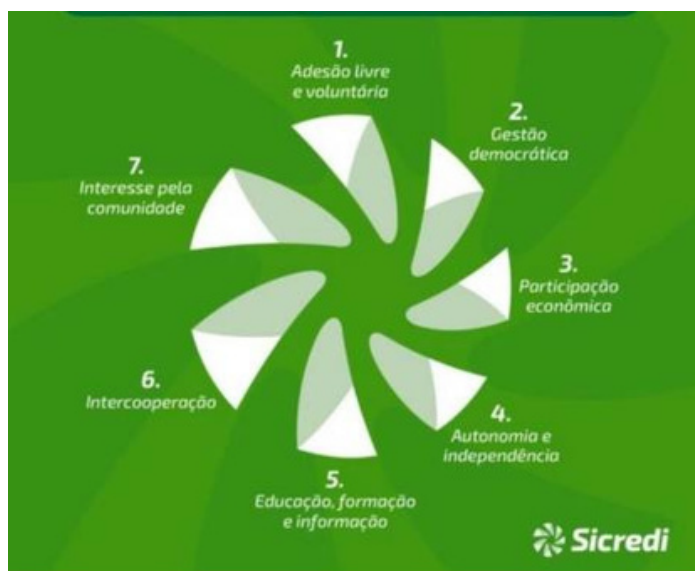 1.
Adesão livre
e voluntária
2.
Gestão
democrática
3.
Participação
econômica
4.
Autonomia e
independência
5.
Educação, formação
e informação
6.
Intercooperação
7.
Interesse pela
comunidade
Sicredi